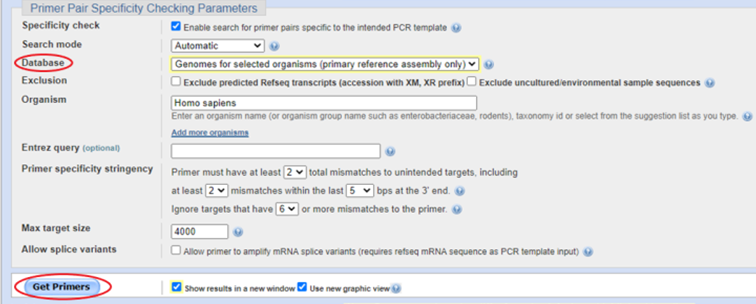 Primer Pair Specificity Checking Parameters
Specificity check Enable search for primer pairs specific to the intended PCR template
Search mode Automatic
Database Genomes for selected organisms (primary reference assembly only)
Exclusion Exclude predicted Refseq transcripts (accession with XM, XR prefix) Exclude uncultured/environmental sample sequences
Organism Homo sapiens
Enter an organism name (or organism group name such as enterobacteriaceae, rodents), taxonomy id or select from the suggestion list as you type.
Add more organisms
Entrez query (optional)
Primer specificity stringency Primer must have at least 2 total mismatches to unintended targets, including
at least 2 mismatches within the last 5 bps at the 3' end.
Ignore targets that have 6 or more mismatches to the primer.
Max target size 4000
Allow splice variants Allow primer to amplify mRNA splice variants (requires refseq mRNA sequence as PCR template input)
Get Primers Show results in a new window Use new graphic view